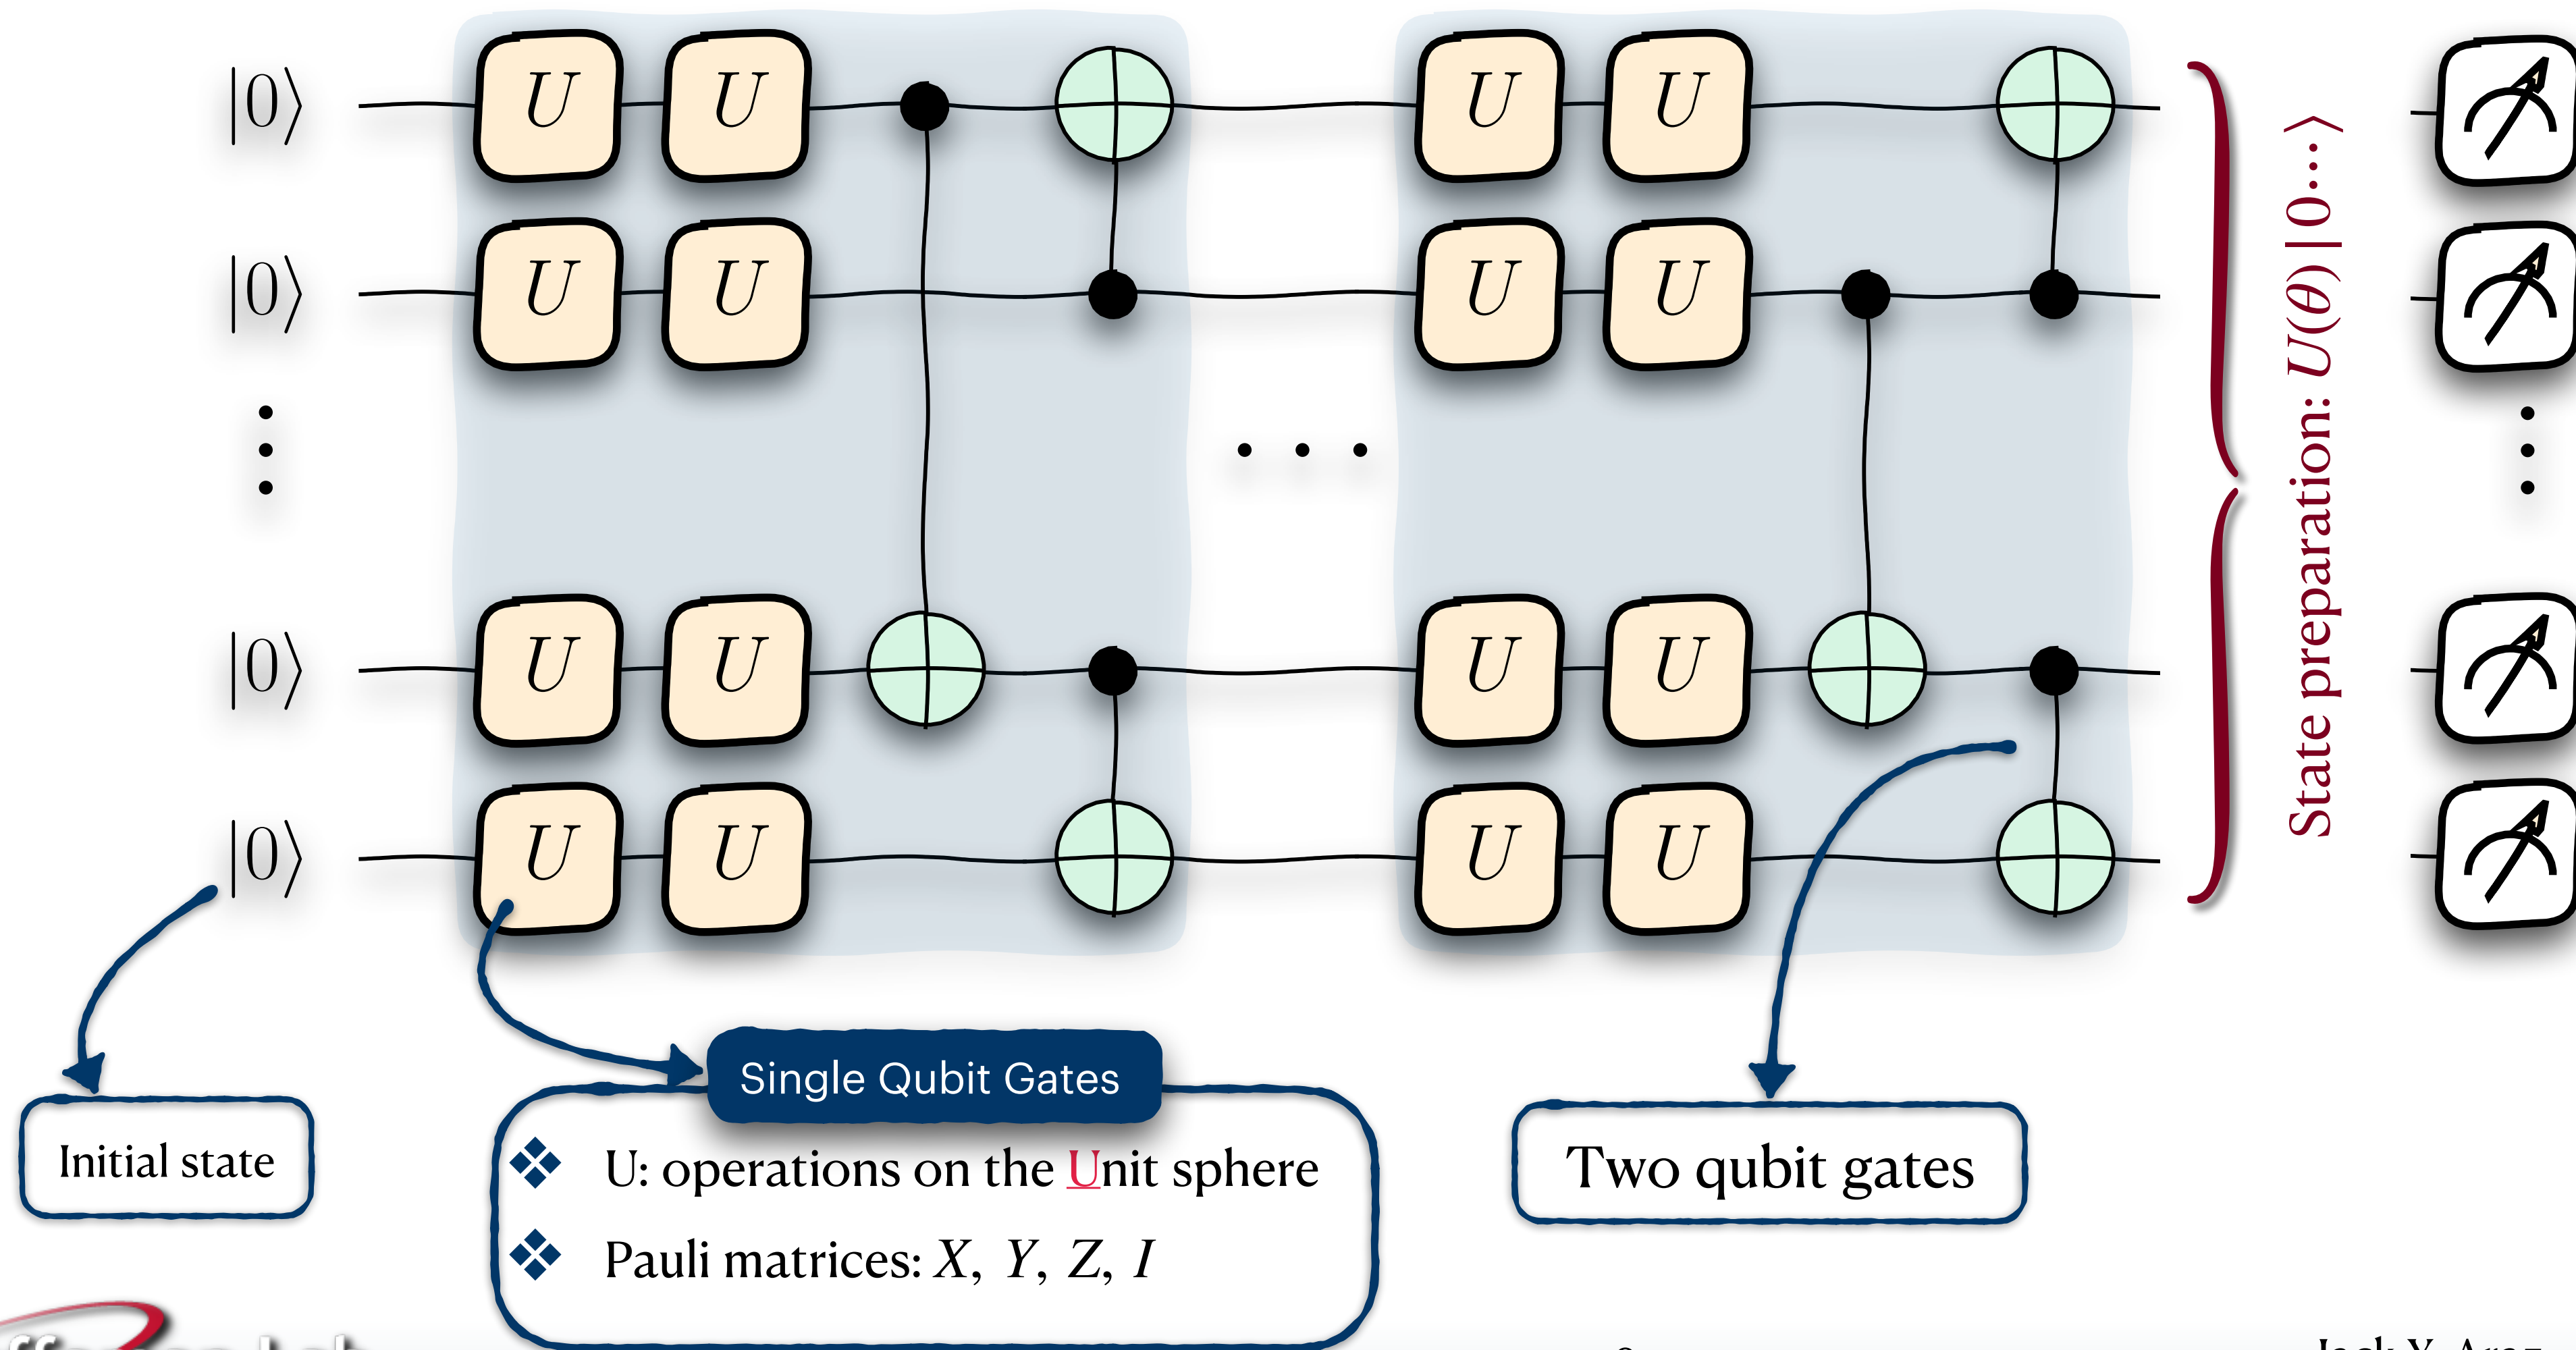 |0⟩ U U U U
|0⟩ U U U U
State preparation: U(θ)|0⋯⟩
|0⟩ U U U U
|0⟩ U U U U
Single Qubit Gates
Initial state
U: operations on the Unit sphere
Pauli matrices: X, Y, Z, I
Two qubit gates